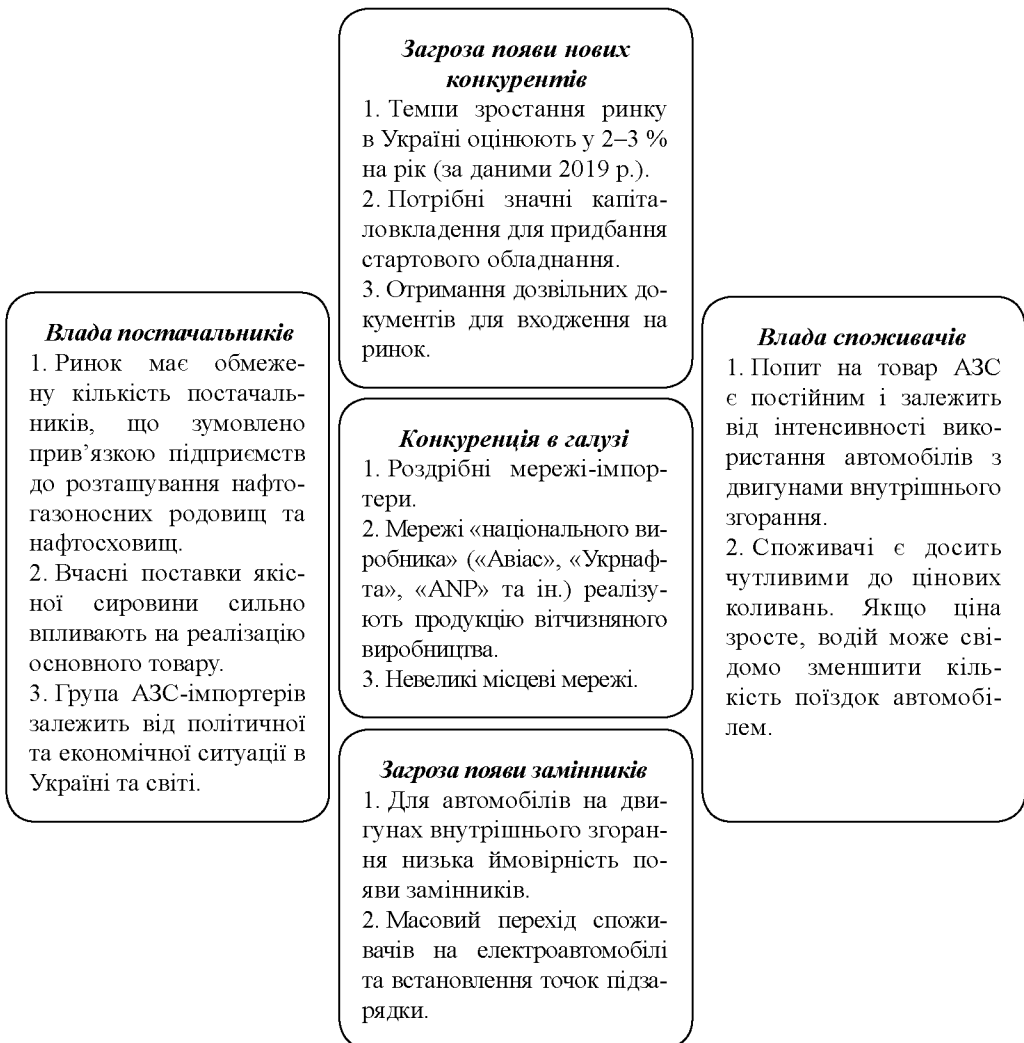 Загроза появи нових
конкурентів
1. Темпи зростання ринку
в Україні оцінюють у 2–3 %
на рік (за даними 2019 р.).
2. Потрібні значні капіта-
ловкладення для придбання
стартового обладнання.
3. Отримання дозвільних до-
кументів для входження на
ринок.
Влада постачальників
1. Ринок має обмеже-
ну кількість постачаль-
ників, що зумовлено
прив’язкою підприємств
до розташування нафто-
газоносних родовищ та
нафтосховищ.
2. Вчасні поставки якіс-
ної сировини сильно
впливають на реалізацію
основного товару.
3. Група АЗС-імпортерів
залежить від політичної
та економічної ситуації в
Україні та світі.
Конкуренція в галузі
1. Роздрібні мережі-імпор-
тери.
2. Мережі «національного ви-
робника» («Авіас», «Укрнаф-
та», «ANP» та ін.) реалізу-
ють продукцію вітчизняного
виробництва.
3. Невеликі місцеві мережі.
Влада споживачів
1. Попит на товар АЗС
є постійним і залежить
від інтенсивності вико-
ристання автомобілів з
двигунами внутрішнього
згорання.
2. Споживачі є досить
чутливими до цінових
коливань. Якщо ціна
зросте, водій може сві-
домо зменшити кіль-
кість поїздок автомобі-
лем.
Загроза появи замінників
1. Для автомобілів на дви-
гунах внутрішнього згоран-
ня низька ймовірність по-
яви замінників.
2. Масовий перехід спожи-
вачів на електроавтомобілі
та встановлення точок підза-
рядки.